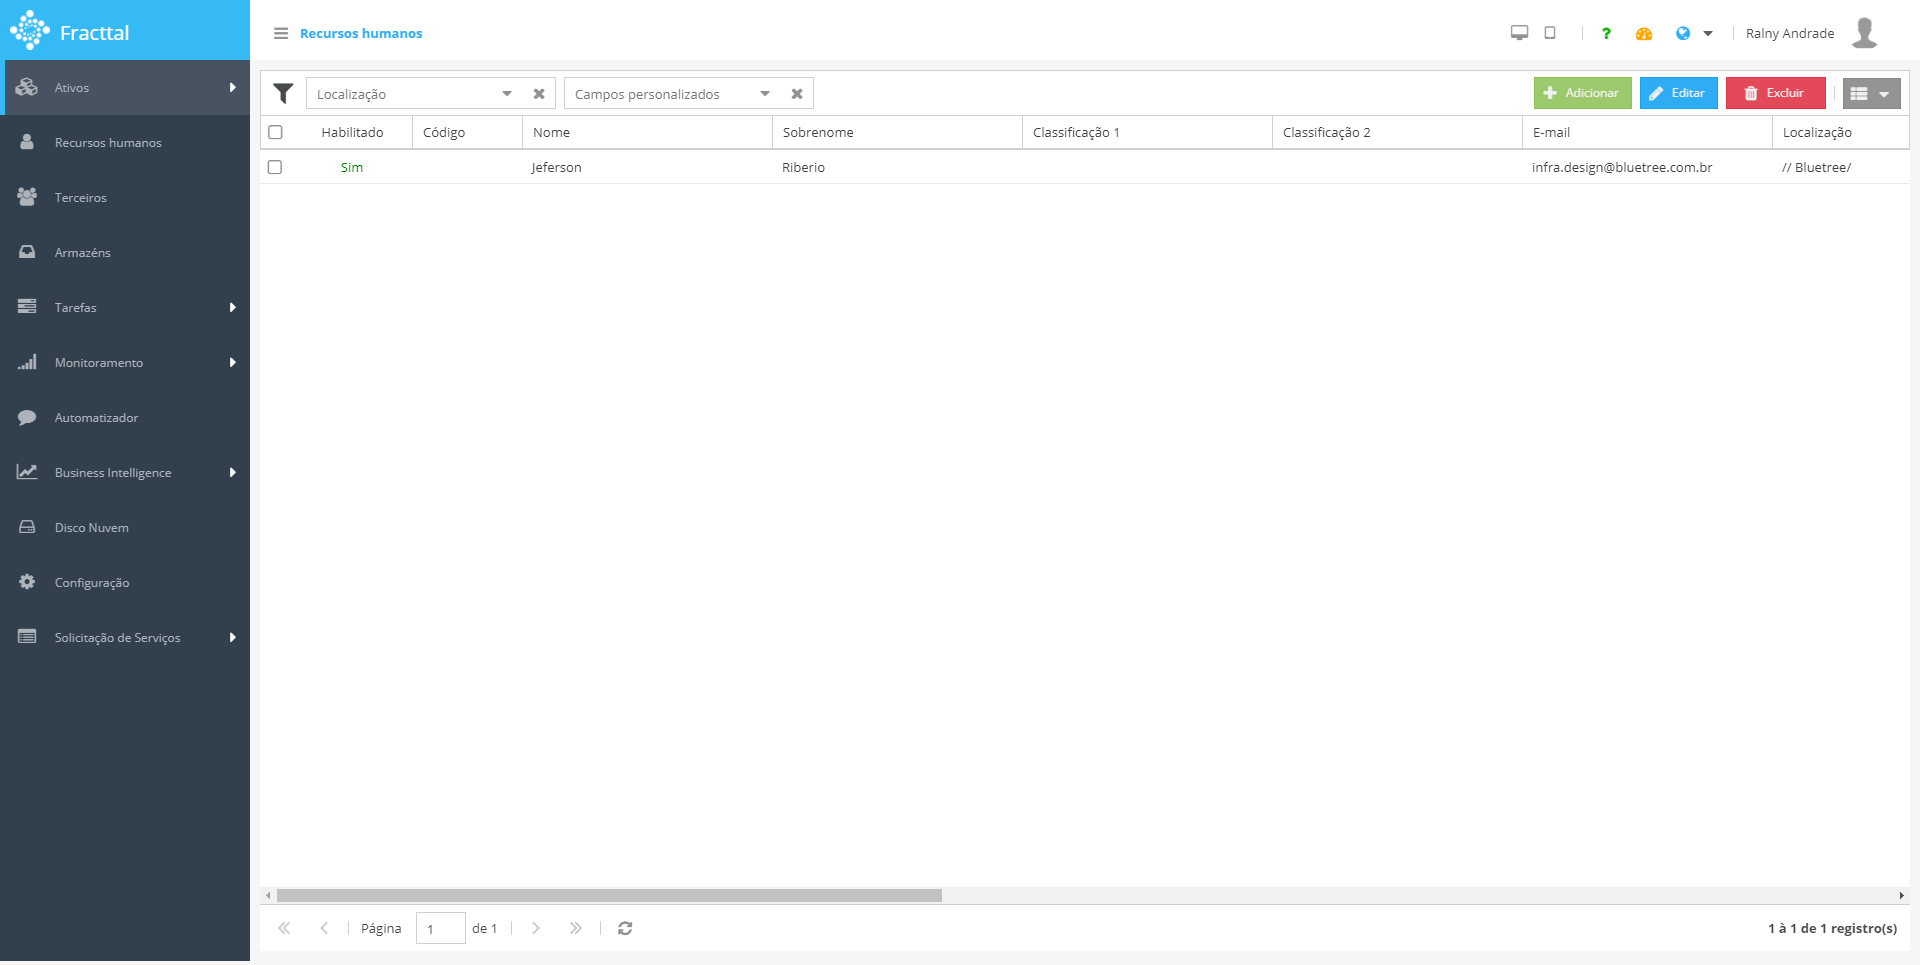 Fracttal
Recursos humanos
? Ralny Andrade
Ativos
Recursos humanos
Terceiros
Armazéns
Tarefas
Monitoramento
Automatizador
Business Intelligence
Disco Nuvem
Configuração
Solicitação de Serviços
Localização Campos personalizados Adicionar Editar Excluir
Habilitado Código Nome Sobrenome Classificação 1 Classificação 2 E-mail Localização
Sim Jeferson Riberio infra.design@bluetree.com.br // Bluetree/
Página 1 de 1 1 à 1 de 1 registro(s)